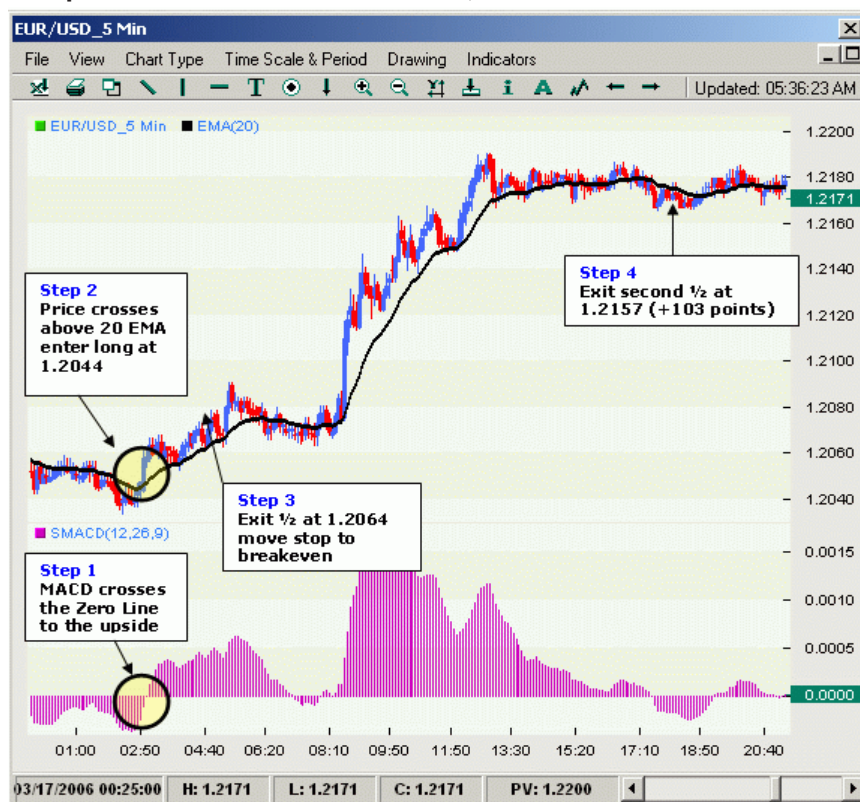 EUR/USD_5 Min
File View Chart Type Time Scale & Period Drawing Indicators
T i A Updated: 05:36:23 AM
EUR/USD_5 Min EMA(20)
1.2200
1.2180
1.2171
1.2160
1.2140
1.2120
1.2100
1.2080
1.2060
1.2040
Step 2
Price crosses
above 20 EMA
enter long at
1.2044
Step 4
Exit second ½ at
1.2157 (+103 points)
Step 3
Exit ½ at 1.2064
move stop to
breakeven
SMACD(12,26,9)
Step 1
MACD crosses
the Zero Line
to the upside
0.0015
0.0010
0.0005
0.0000
01:00 02:50 04:40 06:20 08:10 09:50 11:50 13:30 15:20 17:10 18:50 20:40
03/17/2006 00:25:00 H: 1.2171 L: 1.2171 C: 1.2171 PV: 1.2200